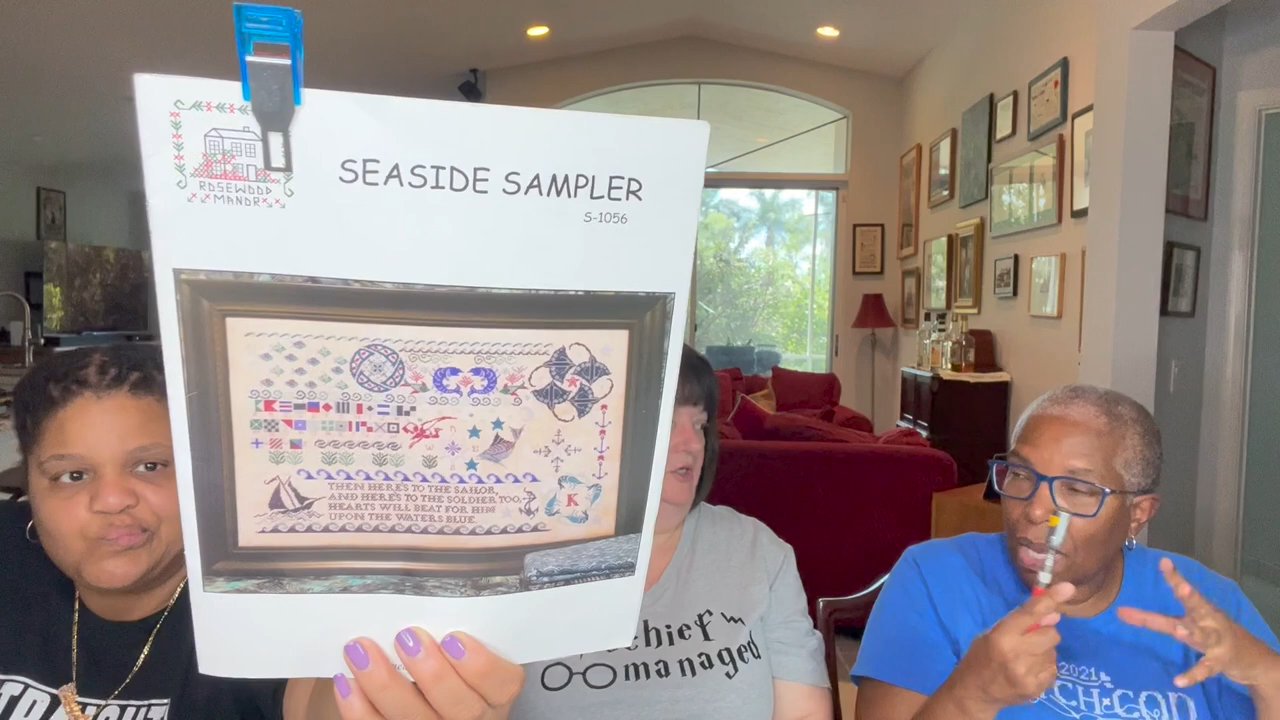 ROSEWOOD
MANOR
SEASIDE SAMPLER
S-1056
THEN HERE'S TO THE SAILOR,
AND HERE'S TO THE SOLDIER TOO,
HEARTS WILL BEAT FOR HIM
UPON THE WATERS BLUE.
K
managed
2021